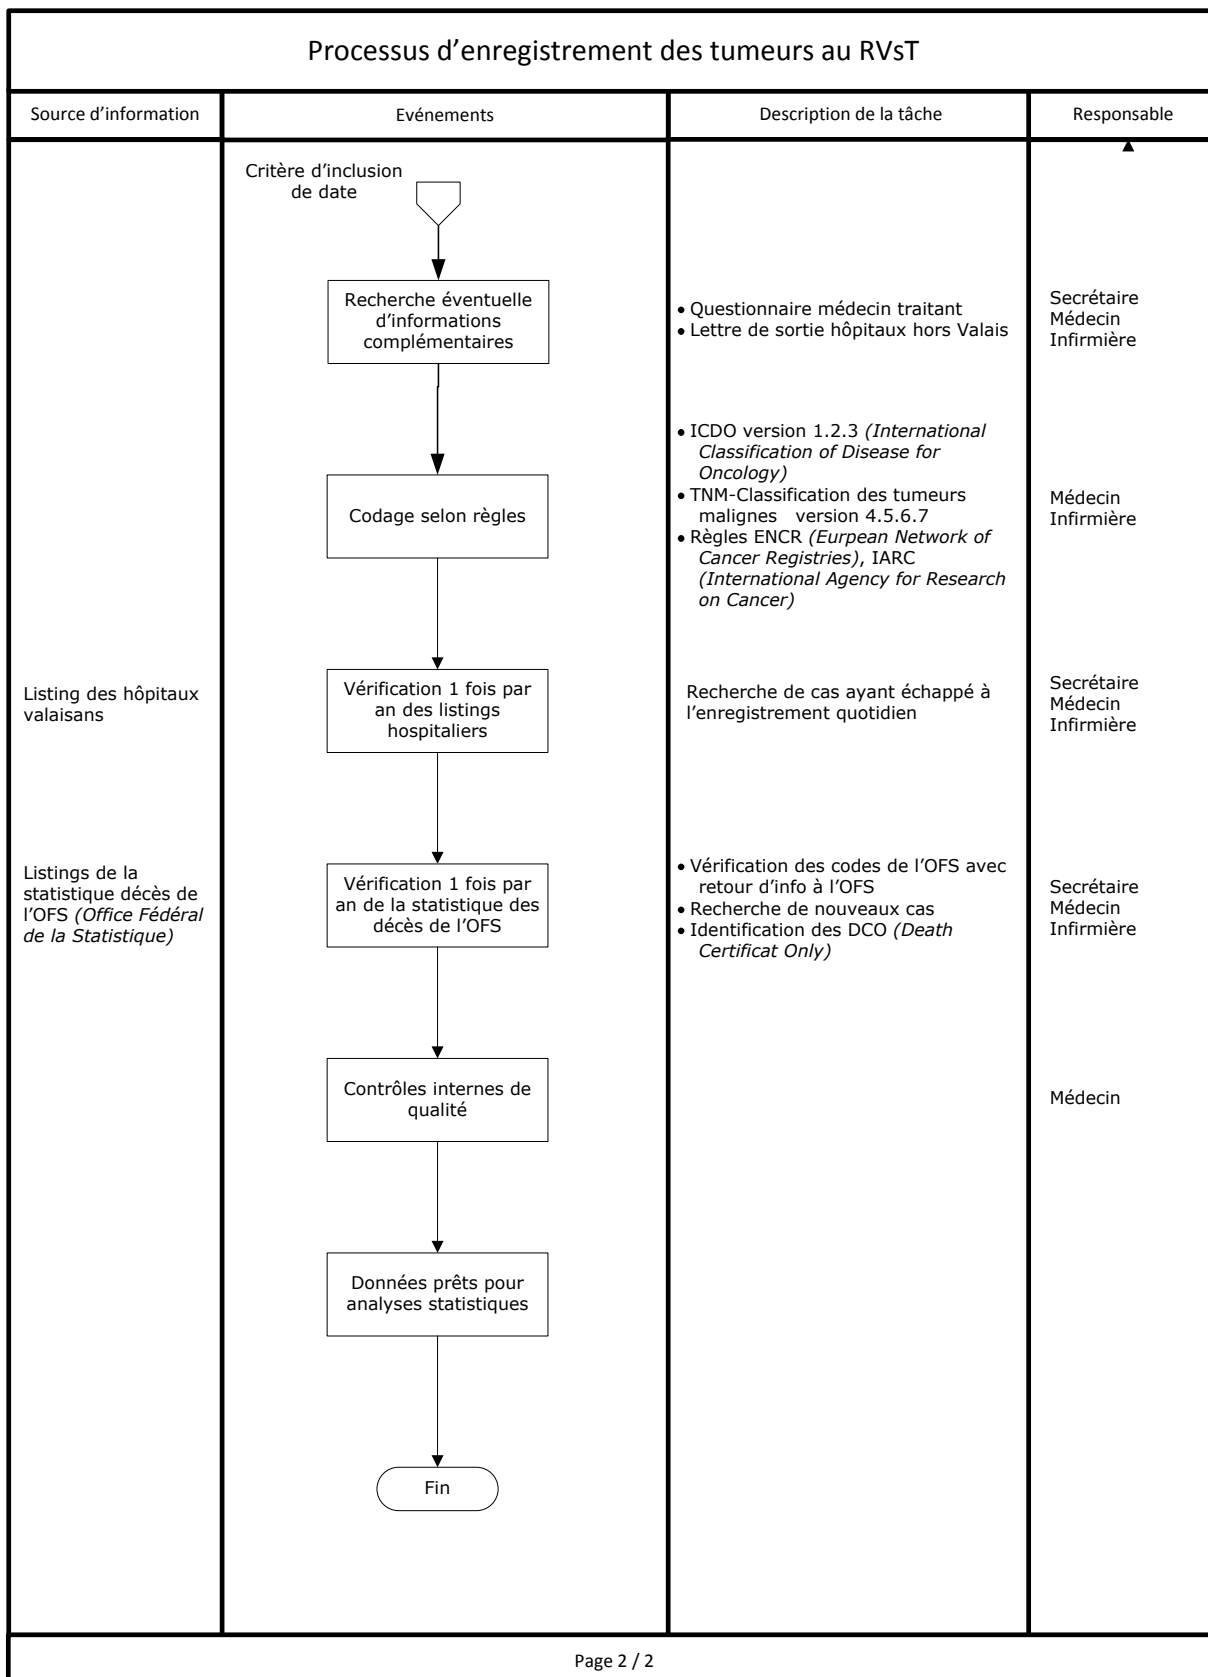 Processus d'enregistrement des tumeurs au RVsT
Source d'information
Evénements
Description de la tâche
Responsable
Critère d'inclusion
de date
Recherche éventuelle
d'informations
complémentaires
• Questionnaire médecin traitant
• Lettre de sortie hôpitaux hors Valais
Secrétaire
Médecin
Infirmière
Codage selon règles
• ICDO version 1.2.3 (International
Classification of Disease for
Oncology)
• TNM-Classification des tumeurs
malignes version 4.5.6.7
• Règles ENCR (Eurpean Network of
Cancer Registries), IARC
(International Agency for Research
on Cancer)
Médecin
Infirmière
Listing des hôpitaux
valaisans
Vérification 1 fois par
an des listings
hospitaliers
Recherche de cas ayant échappé à
l'enregistrement quotidien
Secrétaire
Médecin
Infirmière
Listings de la
statistique décès de
l'OFS (Office Fédéral
de la Statistique)
Vérification 1 fois par
an de la statistique des
décès de l'OFS
• Vérification des codes de l'OFS avec
retour d'info à l'OFS
• Recherche de nouveaux cas
• Identification des DCO (Death
Certificat Only)
Secrétaire
Médecin
Infirmière
Contrôles internes de
qualité
Médecin
Données prêts pour
analyses statistiques
Fin
Page 2 / 2